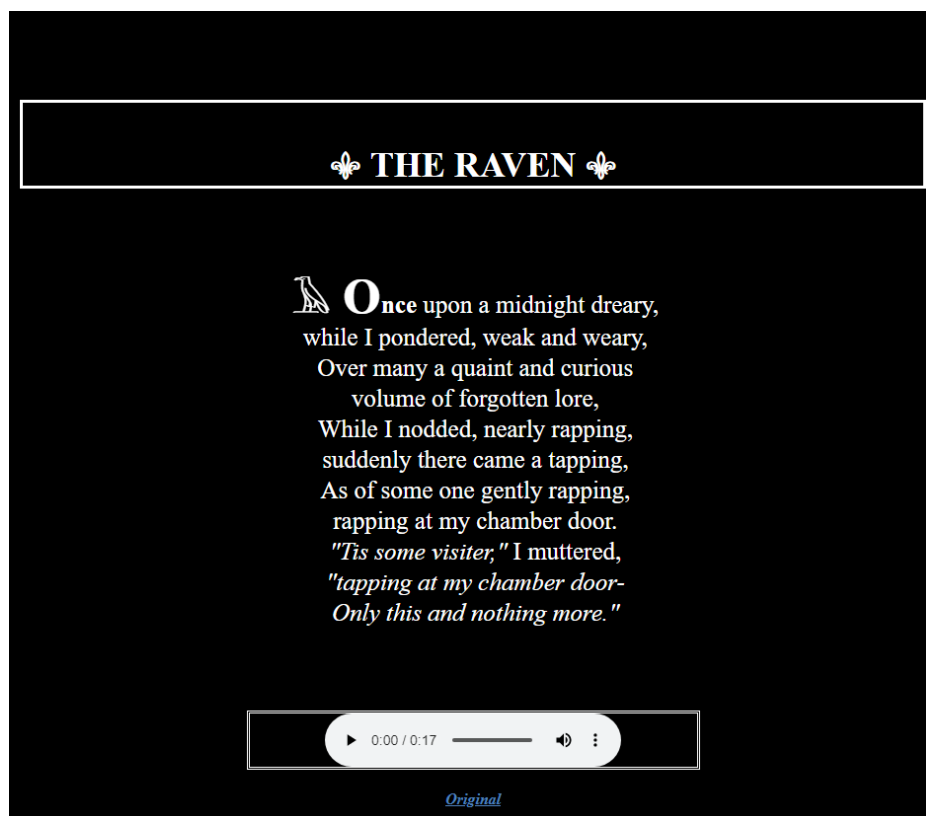 ⚜ THE RAVEN ⚜
𓅃 Once upon a midnight dreary,
while I pondered, weak and weary,
Over many a quaint and curious
volume of forgotten lore,
While I nodded, nearly rapping,
suddenly there came a tapping,
As of some one gently rapping,
rapping at my chamber door.
"Tis some visiter," I muttered,
"tapping at my chamber door-
Only this and nothing more."
0:00 / 0:17
Original